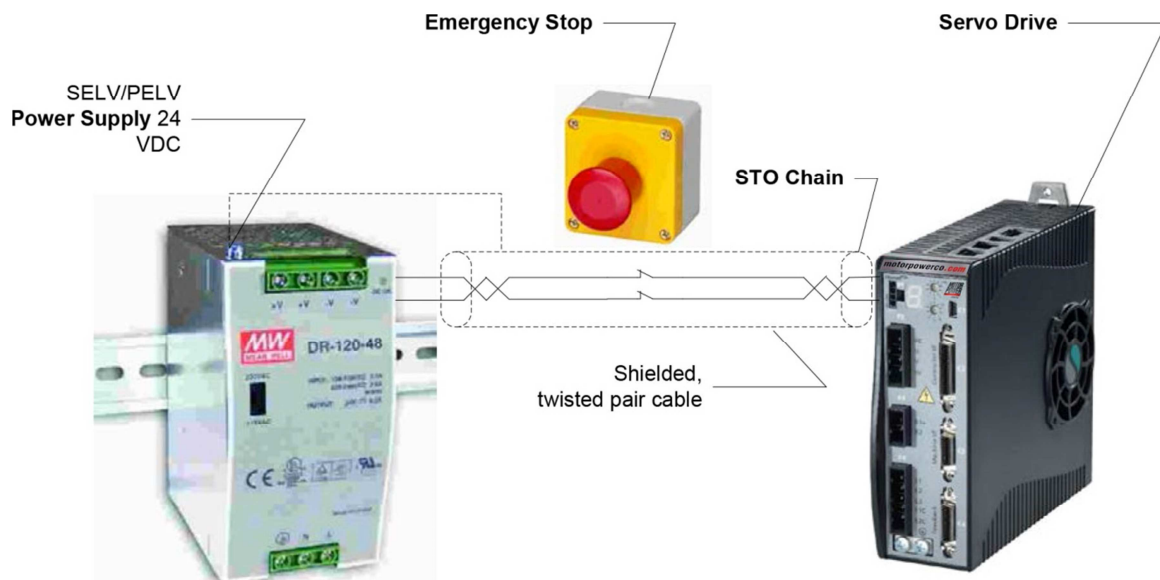 Emergency Stop
Servo Drive
SELV/PELV
Power Supply 24
VDC
STO Chain
motorpowerco.com
+V +V -V -V
MW
MEAN WELL
DR-120-48
Shielded,
twisted pair cable
CE
N